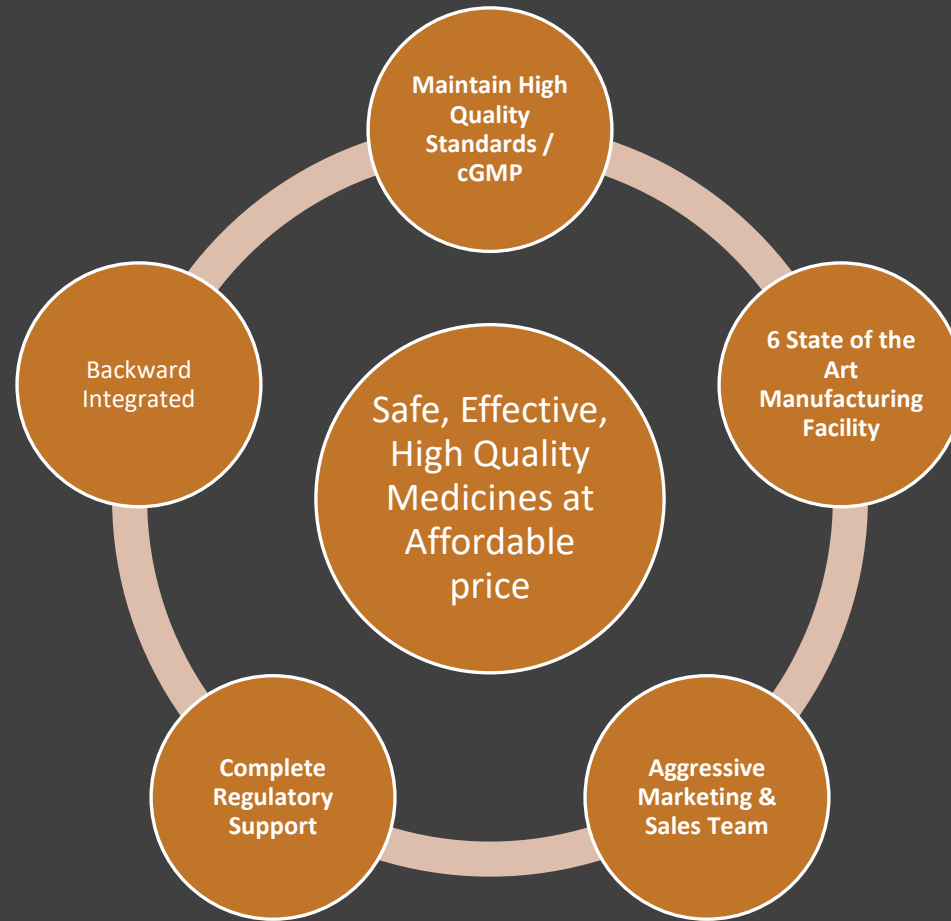 Maintain High
Quality
Standards /
cGMP
6 State of the
Art
Manufacturing
Facility
Aggressive
Marketing &
Sales Team
Complete
Regulatory
Support
Backward
Integrated
Safe, Effective,
High Quality
Medicines at
Affordable
price